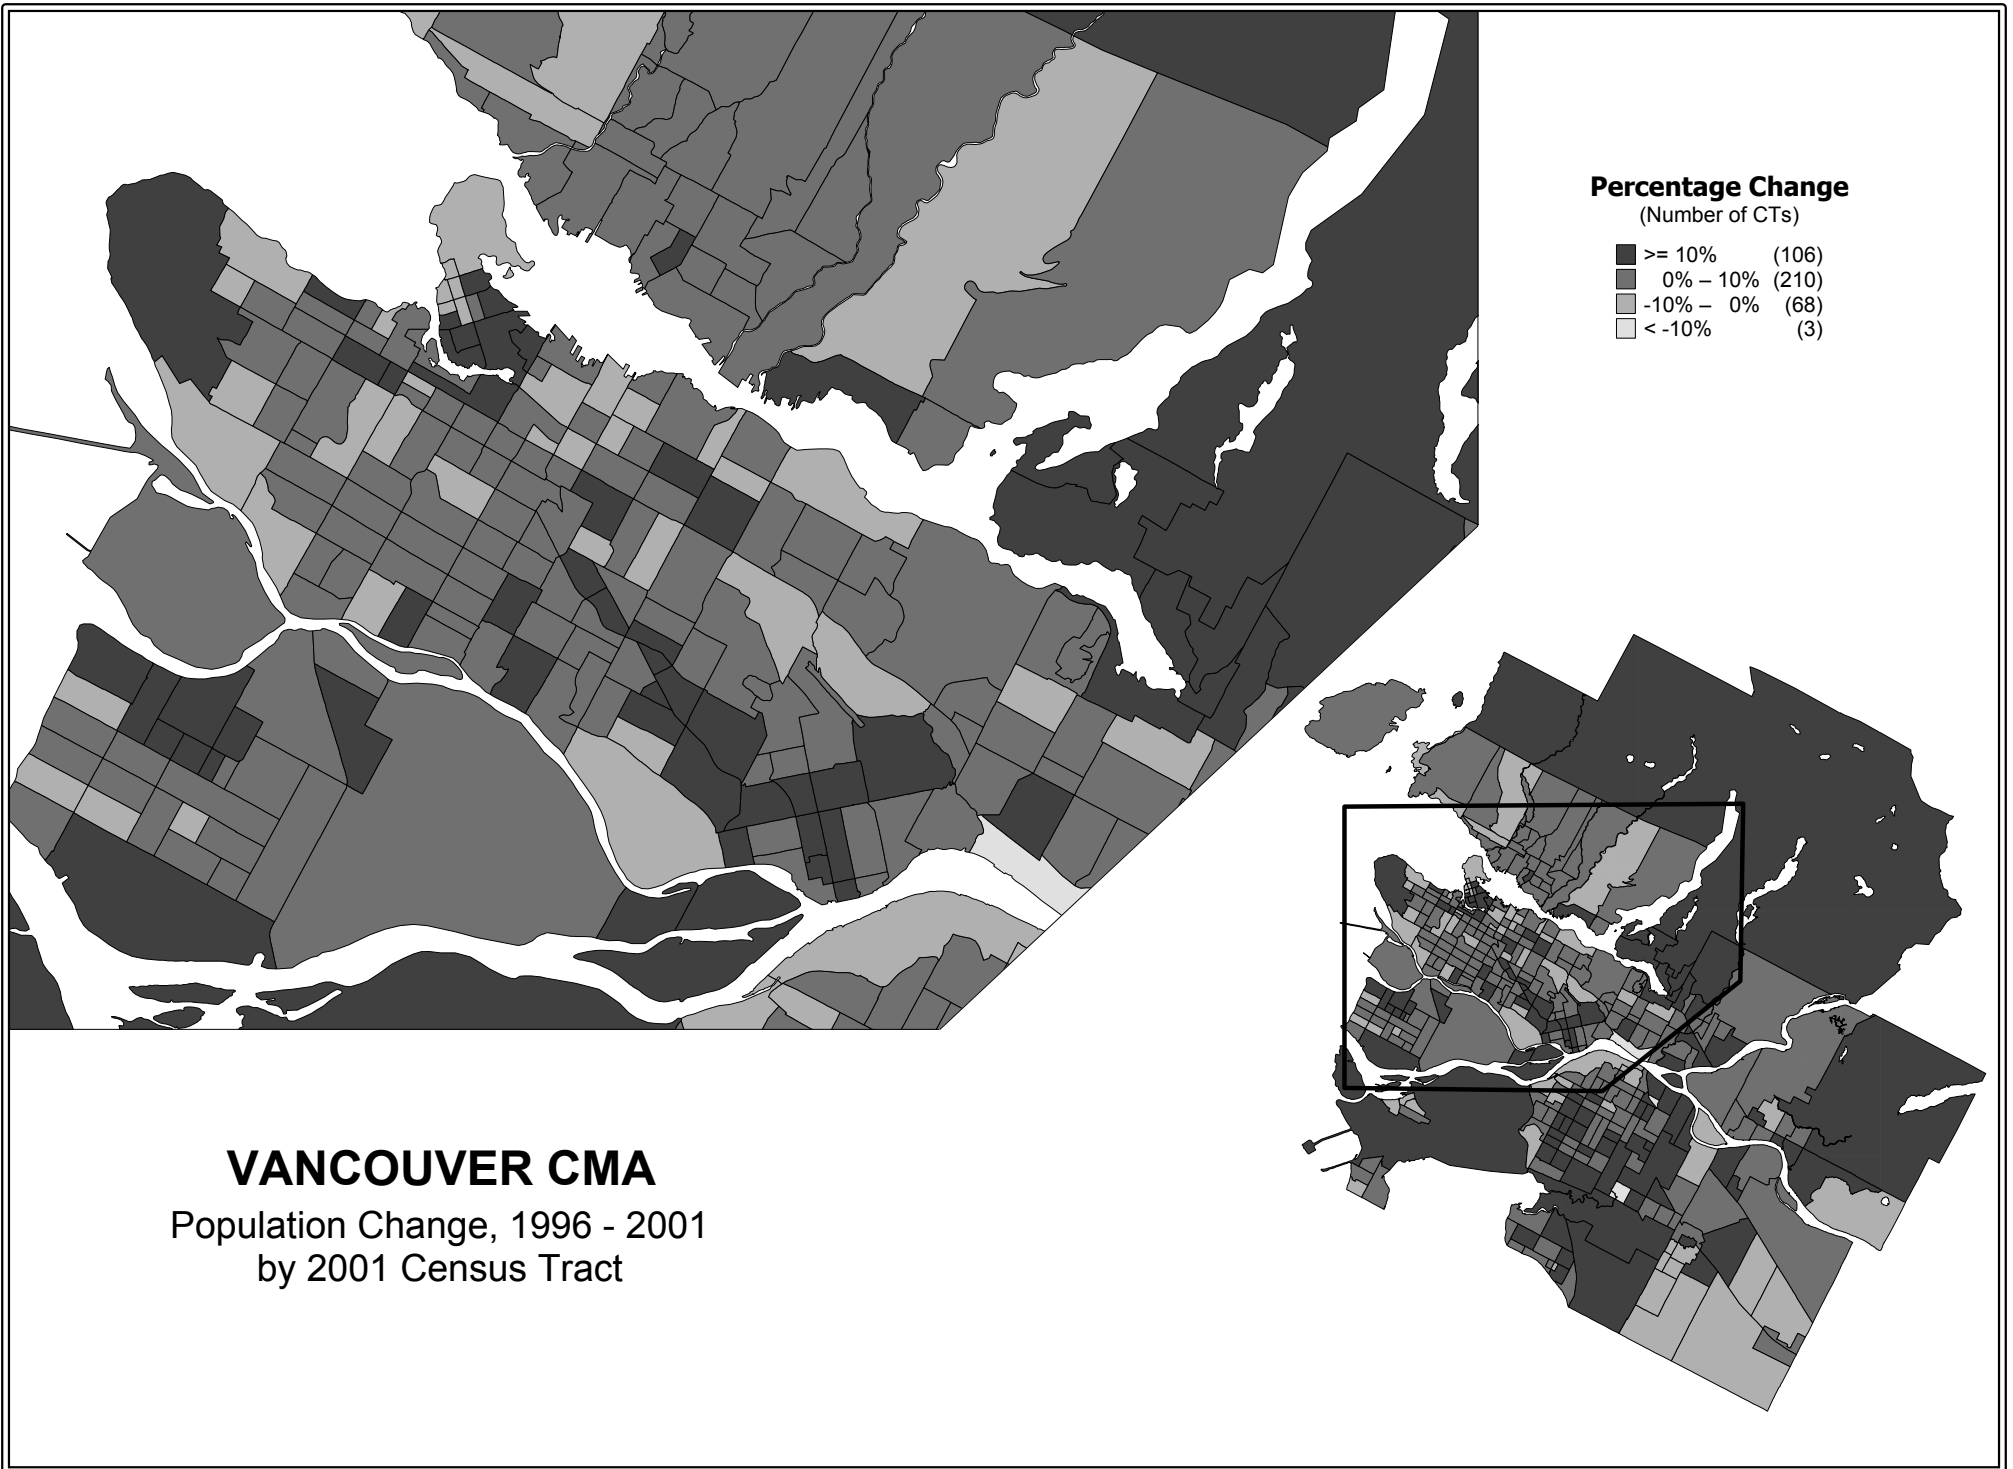 Percentage Change
(Number of CTs)
>= 10% (106)
0% – 10% (210)
-10% – 0% (68)
< -10% (3)
VANCOUVER CMA
Population Change, 1996 - 2001
by 2001 Census Tract